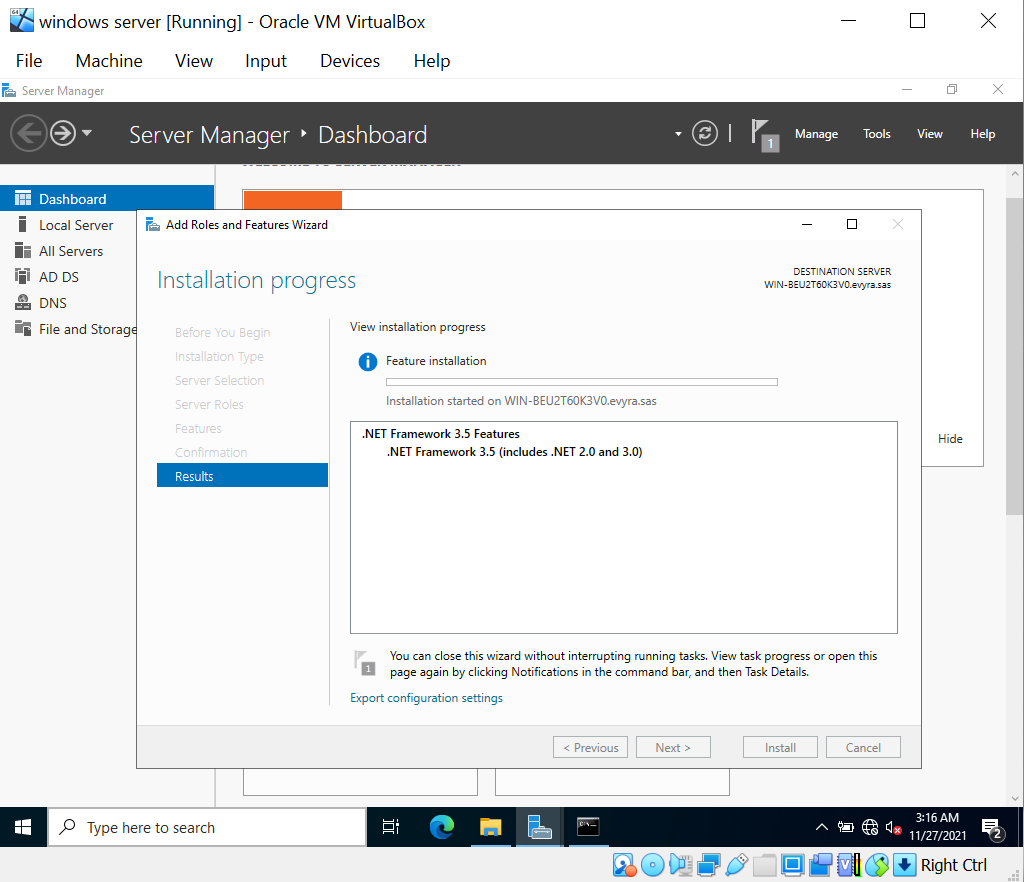 windows server [Running] - Oracle VM VirtualBox
File Machine View Input Devices Help
Server Manager
Server Manager Dashboard
1
Manage Tools View Help
WELCOME TO SERVER MANAGER
Dashboard
Local Server
All Servers
AD DS
DNS
File and Storage
Add Roles and Features Wizard
Installation progress
DESTINATION SERVER
WIN-BEU2T60K3V0.evyra.sas
Before You Begin
Installation Type
Server Selection
Server Roles
Features
Confirmation
Results
View installation progress
Feature installation
Installation started on WIN-BEU2T60K3V0.evyra.sas
.NET Framework 3.5 Features
.NET Framework 3.5 (includes .NET 2.0 and 3.0)
Hide
1
You can close this wizard without interrupting running tasks. View task progress or open this
page again by clicking Notifications in the command bar, and then Task Details.
Export configuration settings
< Previous Next > Install Cancel
Type here to search
3:16 AM
11/27/2021
2
Right Ctrl